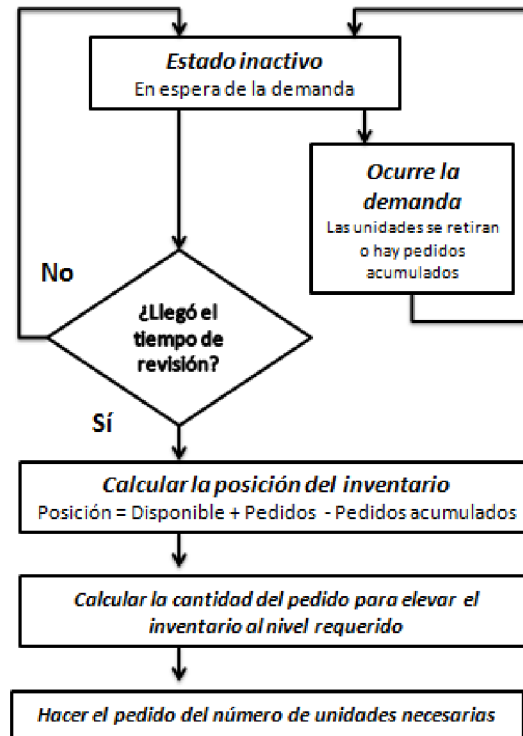 Estado inactivo
En espera de la demanda
Ocurre la
demanda
Las unidades se retiran
o hay pedidos
acumulados
No
¿Llegó el
tiempo de
revisión?
Sí
Calcular la posición del inventario
Posición = Disponible + Pedidos - Pedidos acumulados
Calcular la cantidad del pedido para elevar el
inventario al nivel requerido
Hacer el pedido del número de unidades necesarias